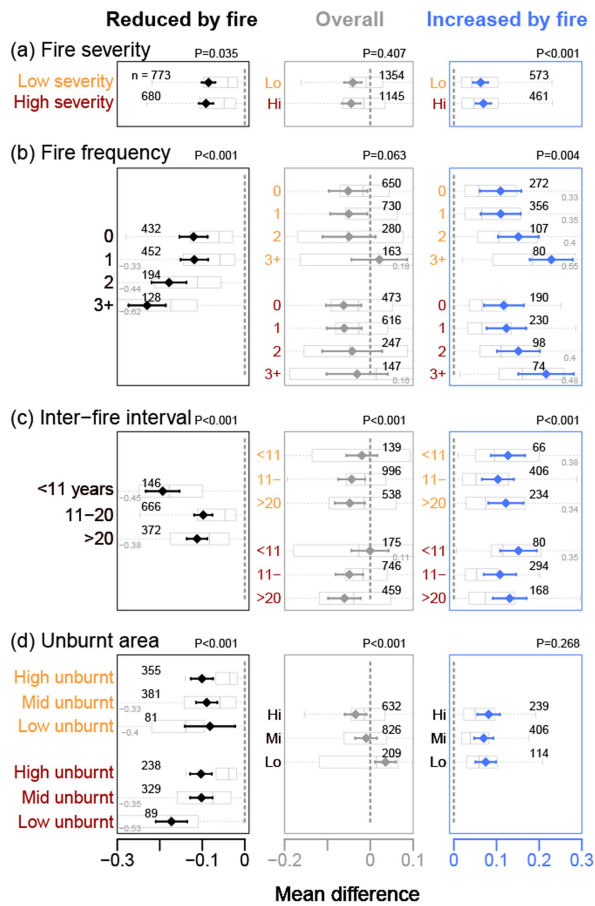 Reduced by fire Overall Increased by fire
(a) Fire severity P=0.035 P=0.407 P<0.001
Low severity n = 773 Lo 1354 Lo 573
High severity 680 Hi 1145 Hi 461
(b) Fire frequency P<0.001 P=0.063 P=0.004
0 650 0 272 0.33
1 730 1 356 0.35
0 432 2 280 2 107 0.4
1 452 −0.33 3+ 163 0.18 3+ 80 0.55
2 194 −0.44
3+ 128 −0.62 0 473 0 190
1 616 1 230
2 247 2 98 0.4
3+ 147 0.16 3+ 74 0.48
(c) Inter−fire interval P<0.001 P<0.001 P<0.001
<11 139 <11 66 0.38
<11 years 146 −0.45 11− 996 11− 406
11−20 666 >20 538 >20 234 0.34
>20 372 −0.38 <11 175 0.11 <11 80 0.35
11− 746 11− 294
>20 459 >20 168
(d) Unburnt area P<0.001 P<0.001 P=0.268
High unburnt 355
Mid unburnt 381 −0.33 Hi 632 Hi 239
Low unburnt 81 −0.4 Mi 826 Mi 406
Lo 209 Lo 114
High unburnt 238
Mid unburnt 329 −0.35
Low unburnt 89 −0.53
−0.3 −0.1 0 −0.2 0 0.1 0 0.1 0.2 0.3
Mean difference